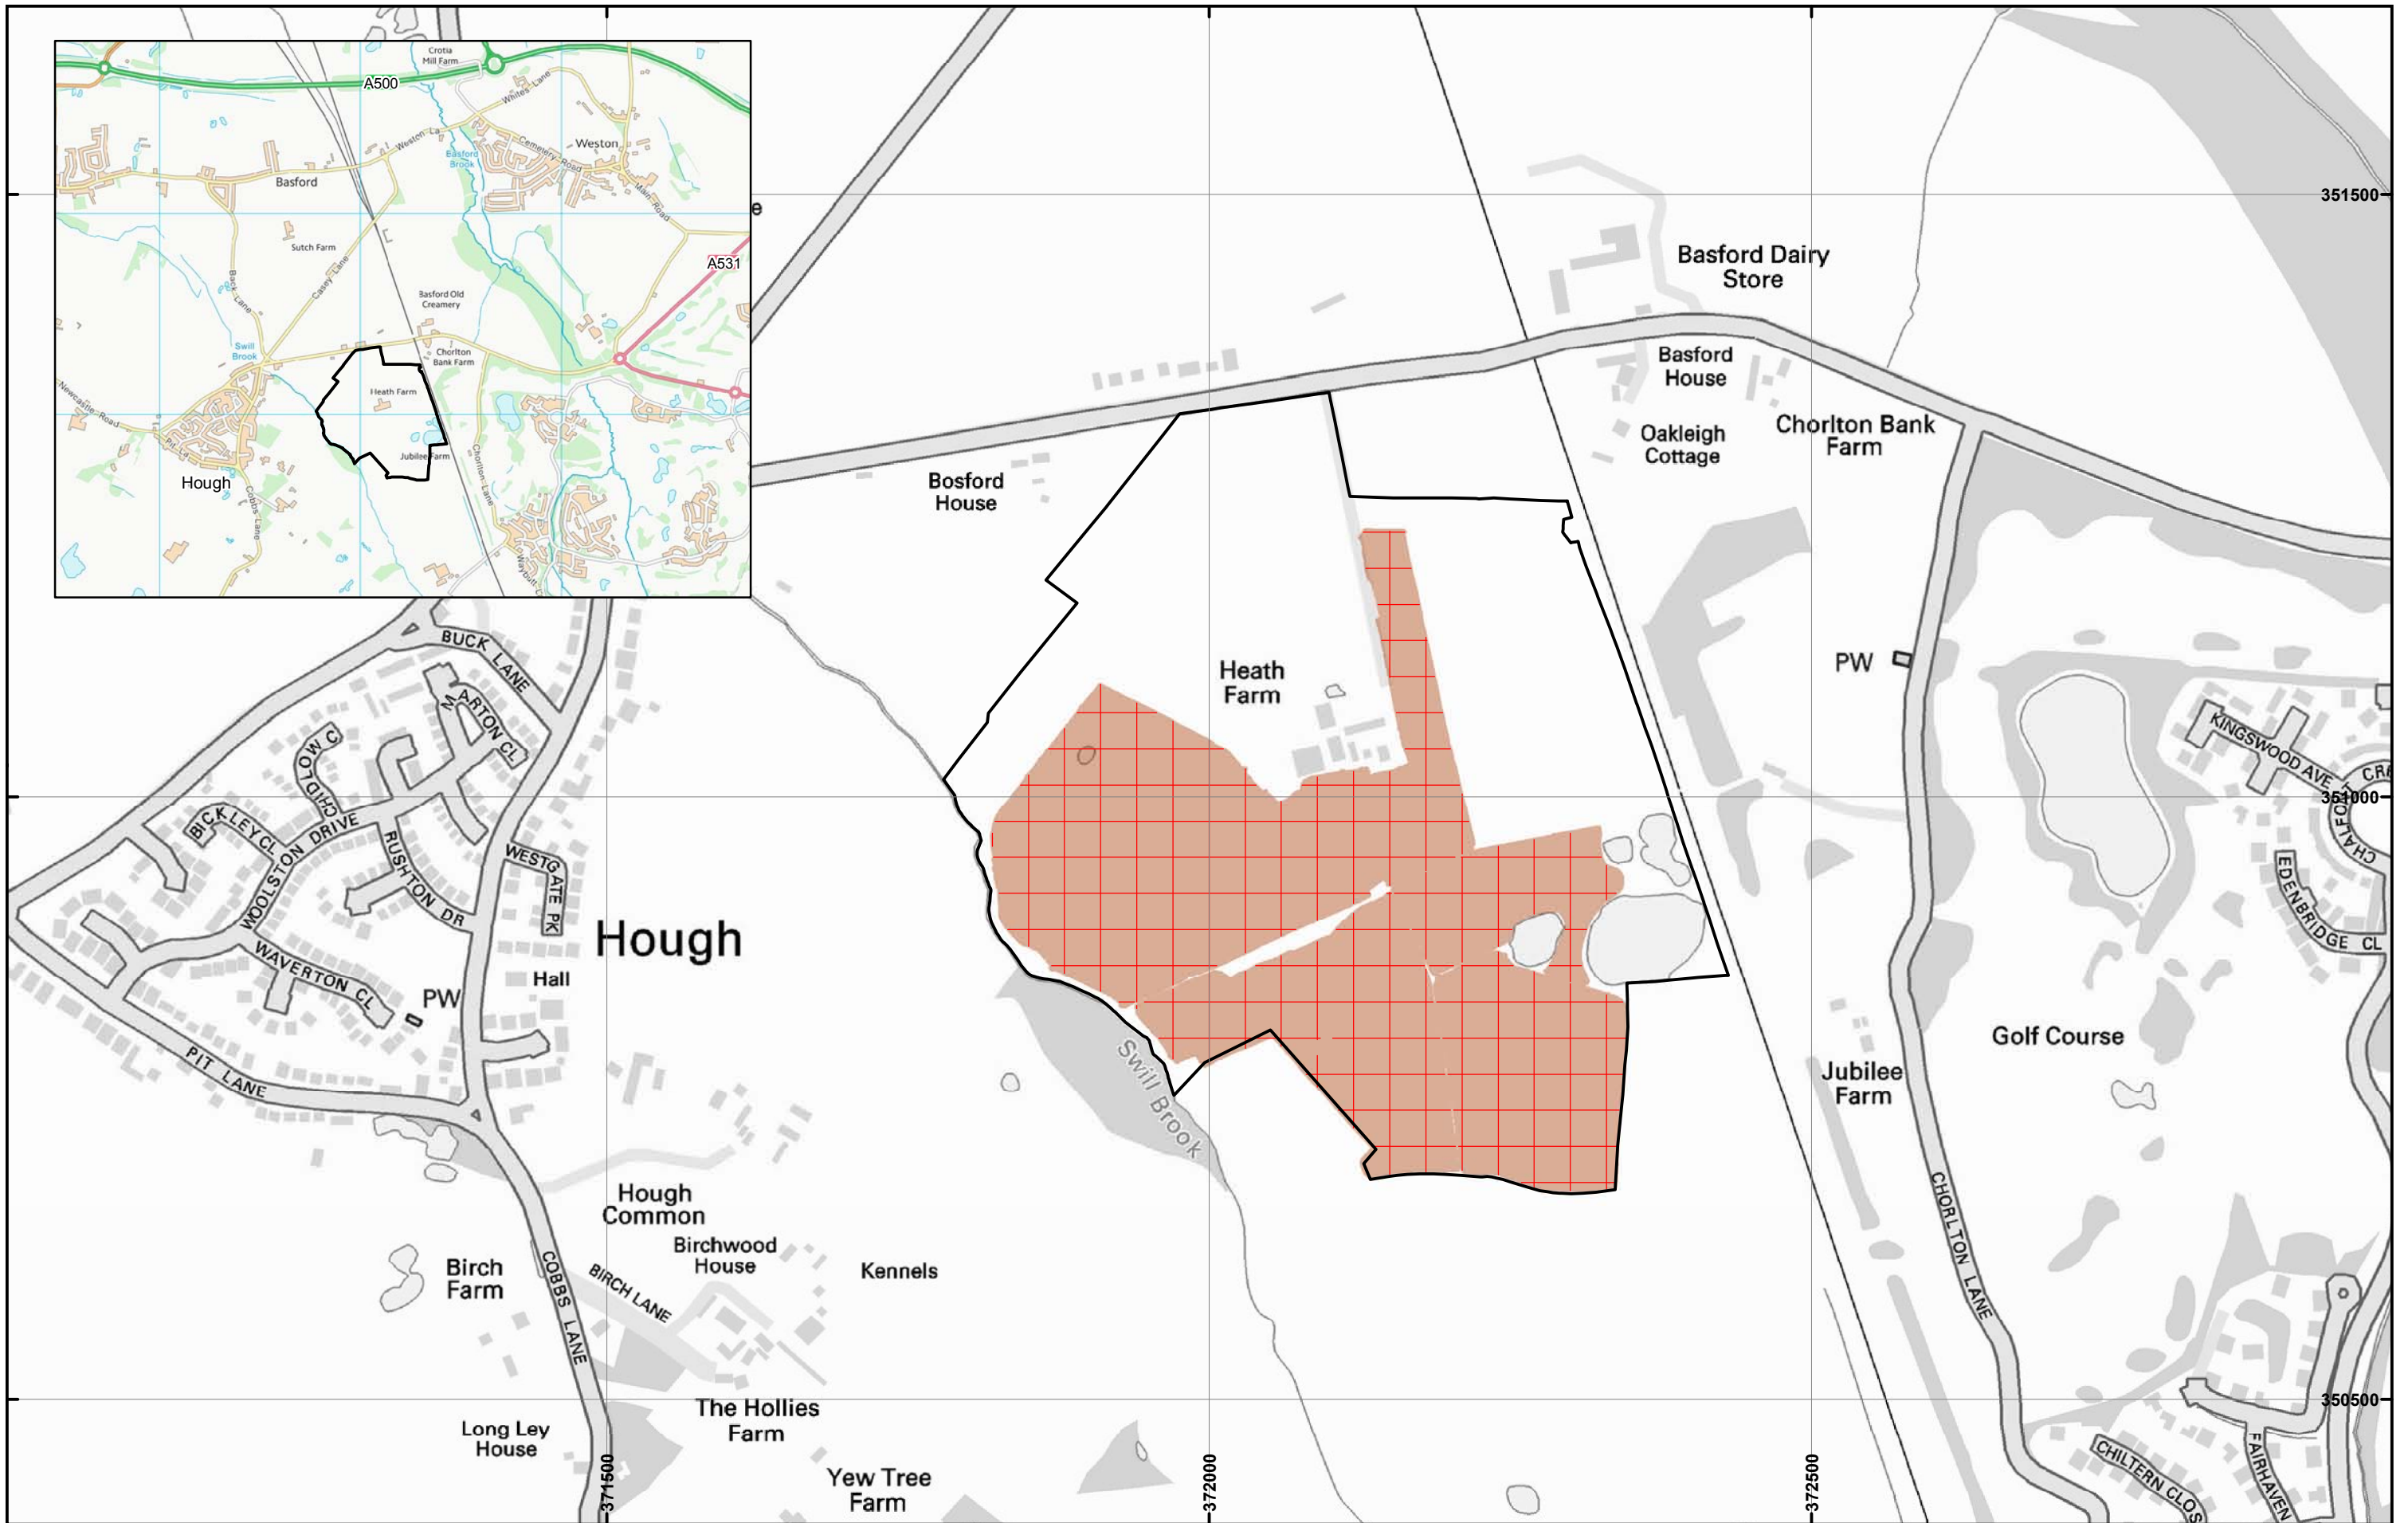 Crotia
Mill Farm
A500
Whites Lane
Weston La
Basford
Brook
Cemetery Road
Weston
Basford
Main Road
Sutch Farm
A531
Back Lane
Casey Lane
Basford Old
Creamery
Swill
Brook
Chorlton
Bank Farm
Newcastle Road
Heath Farm
Pit La
Jubilee Farm
Hough
Cobbs Lane
Chorlton Lane
e
351500
Basford Dairy
Store
Basford
House
Chorlton Bank
Farm
Oakleigh
Cottage
Bosford
House
BUCK LANE
MARTON CL
PW
Heath
Farm
CHIDLOW C
KINGSWOOD AVE
CRE
351000
CHALFO
BICKLEY CL
WOOLSTON DRIVE
RUSHTON DR
WESTGATE PK
EDENBRIDGE CL
Hough
WAVERTON CL
PW
Hall
Golf Course
Swill Brook
PIT LANE
Jubilee
Farm
Hough
Common
CHORLTON LANE
Birchwood
House
Kennels
Birch
Farm
COBBS LANE
BIRCH LANE
350500
The Hollies
Farm
Long Ley
House
Yew Tree
Farm
CHILTERN CLOS
FAIRHAVEN
371500
372000
372500